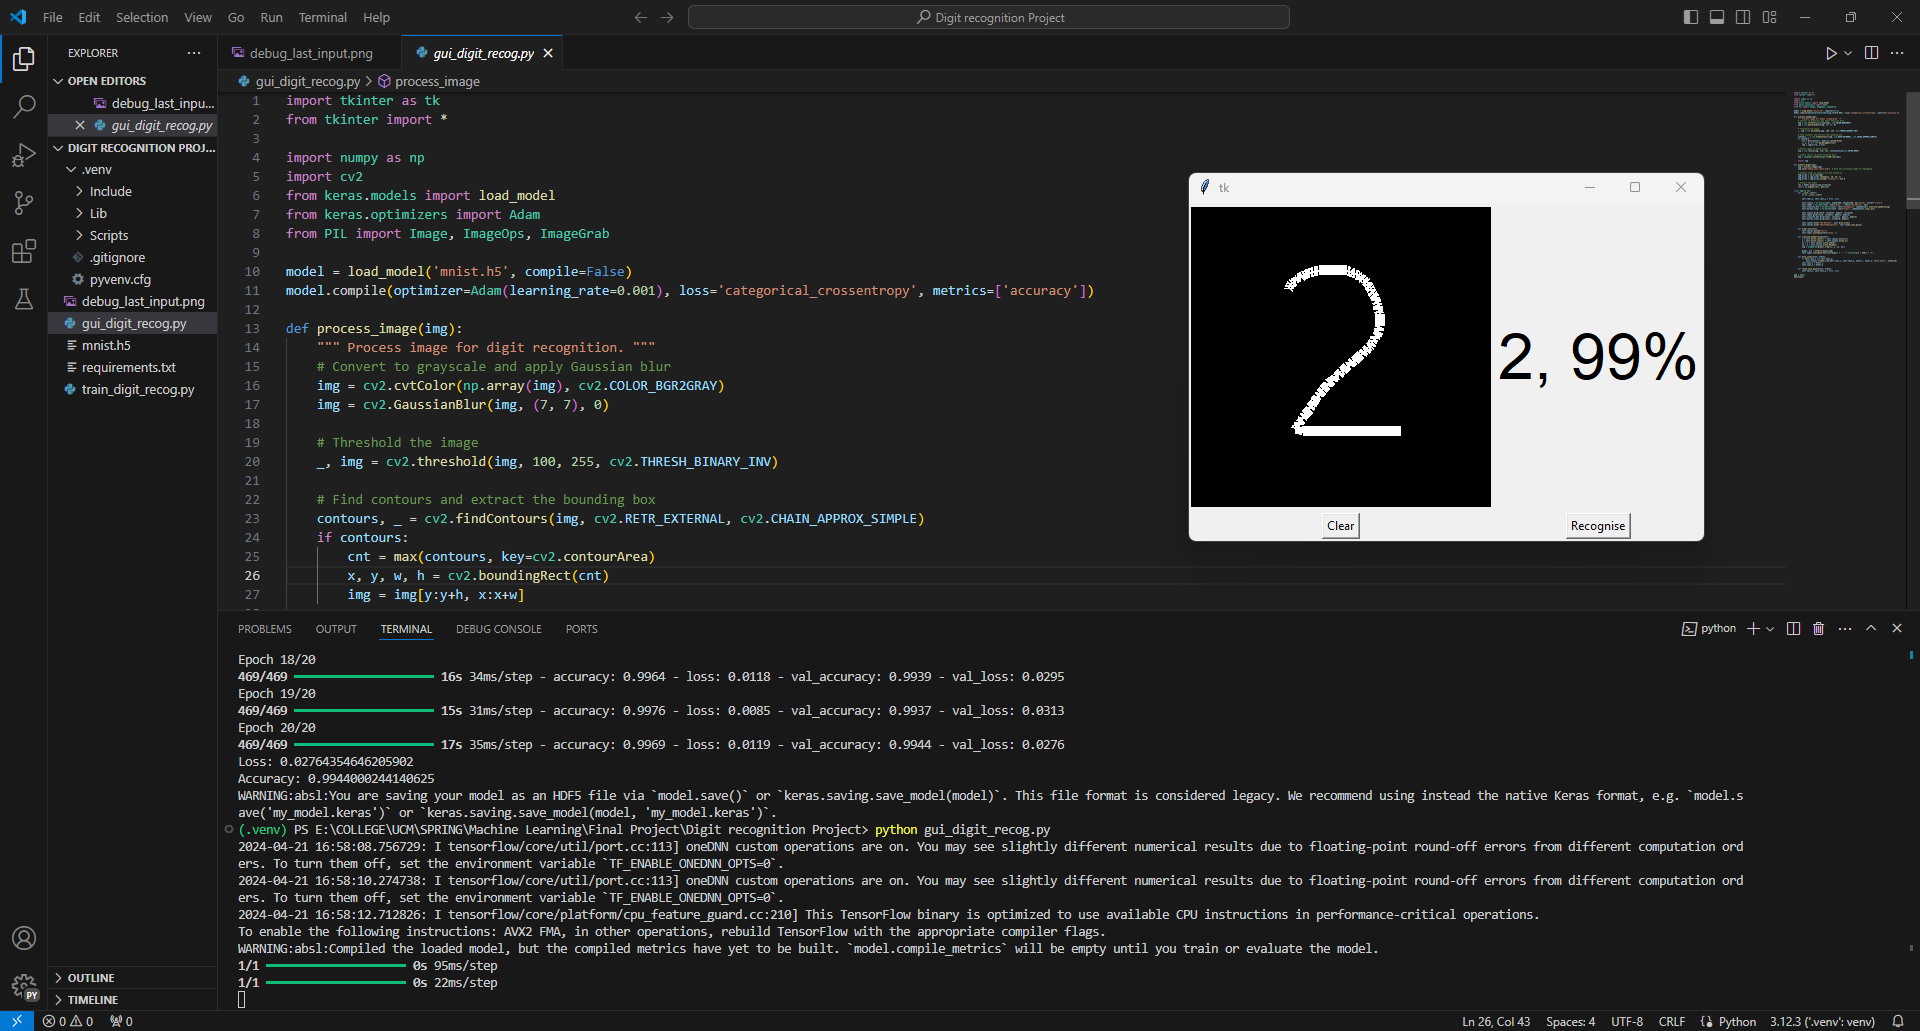 File Edit Selection View Go Run Terminal Help
Digit recognition Project
EXPLORER
OPEN EDITORS
debug_last_inpu...
gui_digit_recog.py
DIGIT RECOGNITION PROJ...
.venv
Include
Lib
Scripts
.gitignore
pyvenv.cfg
debug_last_input.png
gui_digit_recog.py
mnist.h5
requirements.txt
train_digit_recog.py
OUTLINE
TIMELINE
debug_last_input.png
gui_digit_recog.py
gui_digit_recog.py > process_image
1 import tkinter as tk
2 from tkinter import *
3
4 import numpy as np
5 import cv2
6 from keras.models import load_model
7 from keras.optimizers import Adam
8 from PIL import Image, ImageOps, ImageGrab
9
10 model = load_model('mnist.h5', compile=False)
11 model.compile(optimizer=Adam(learning_rate=0.001), loss='categorical_crossentropy', metrics=['accuracy'])
12
13 def process_image(img):
14 """ Process image for digit recognition. """
15 # Convert to grayscale and apply Gaussian blur
16 img = cv2.cvtColor(np.array(img), cv2.COLOR_BGR2GRAY)
17 img = cv2.GaussianBlur(img, (7, 7), 0)
18
19 # Threshold the image
20 _, img = cv2.threshold(img, 100, 255, cv2.THRESH_BINARY_INV)
21
22 # Find contours and extract the bounding box
23 contours, _ = cv2.findContours(img, cv2.RETR_EXTERNAL, cv2.CHAIN_APPROX_SIMPLE)
24 if contours:
25 cnt = max(contours, key=cv2.contourArea)
26 x, y, w, h = cv2.boundingRect(cnt)
27 img = img[y:y+h, x:x+w]
tk
2
2, 99%
Clear
Recognise
PROBLEMS OUTPUT TERMINAL DEBUG CONSOLE PORTS
python
Epoch 18/20
469/469 16s 34ms/step - accuracy: 0.9964 - loss: 0.0118 - val_accuracy: 0.9939 - val_loss: 0.0295
Epoch 19/20
469/469 15s 31ms/step - accuracy: 0.9976 - loss: 0.0085 - val_accuracy: 0.9937 - val_loss: 0.0313
Epoch 20/20
469/469 17s 35ms/step - accuracy: 0.9969 - loss: 0.0119 - val_accuracy: 0.9944 - val_loss: 0.0276
Loss: 0.02764354646205902
Accuracy: 0.9944000244140625
WARNING:absl:You are saving your model as an HDF5 file via `model.save()` or `keras.saving.save_model(model)`. This file format is considered legacy. We recommend using instead the native Keras format, e.g. `model.s
ave('my_model.keras')` or `keras.saving.save_model(model, 'my_model.keras')`.
(.venv) PS E:\COLLEGE\UCM\SPRING\Machine Learning\Final Project\Digit recognition Project> python gui_digit_recog.py
2024-04-21 16:58:08.756729: I tensorflow/core/util/port.cc:113] oneDNN custom operations are on. You may see slightly different numerical results due to floating-point round-off errors from different computation ord
ers. To turn them off, set the environment variable `TF_ENABLE_ONEDNN_OPTS=0`.
2024-04-21 16:58:10.274738: I tensorflow/core/util/port.cc:113] oneDNN custom operations are on. You may see slightly different numerical results due to floating-point round-off errors from different computation ord
ers. To turn them off, set the environment variable `TF_ENABLE_ONEDNN_OPTS=0`.
2024-04-21 16:58:12.712826: I tensorflow/core/platform/cpu_feature_guard.cc:210] This TensorFlow binary is optimized to use available CPU instructions in performance-critical operations.
To enable the following instructions: AVX2 FMA, in other operations, rebuild TensorFlow with the appropriate compiler flags.
WARNING:absl:Compiled the loaded model, but the compiled metrics have yet to be built. `model.compile_metrics` will be empty until you train or evaluate the model.
1/1 0s 95ms/step
1/1 0s 22ms/step
PY
0 0 0
Ln 26, Col 43 Spaces: 4 UTF-8 CRLF Python 3.12.3 ('.venv': venv)